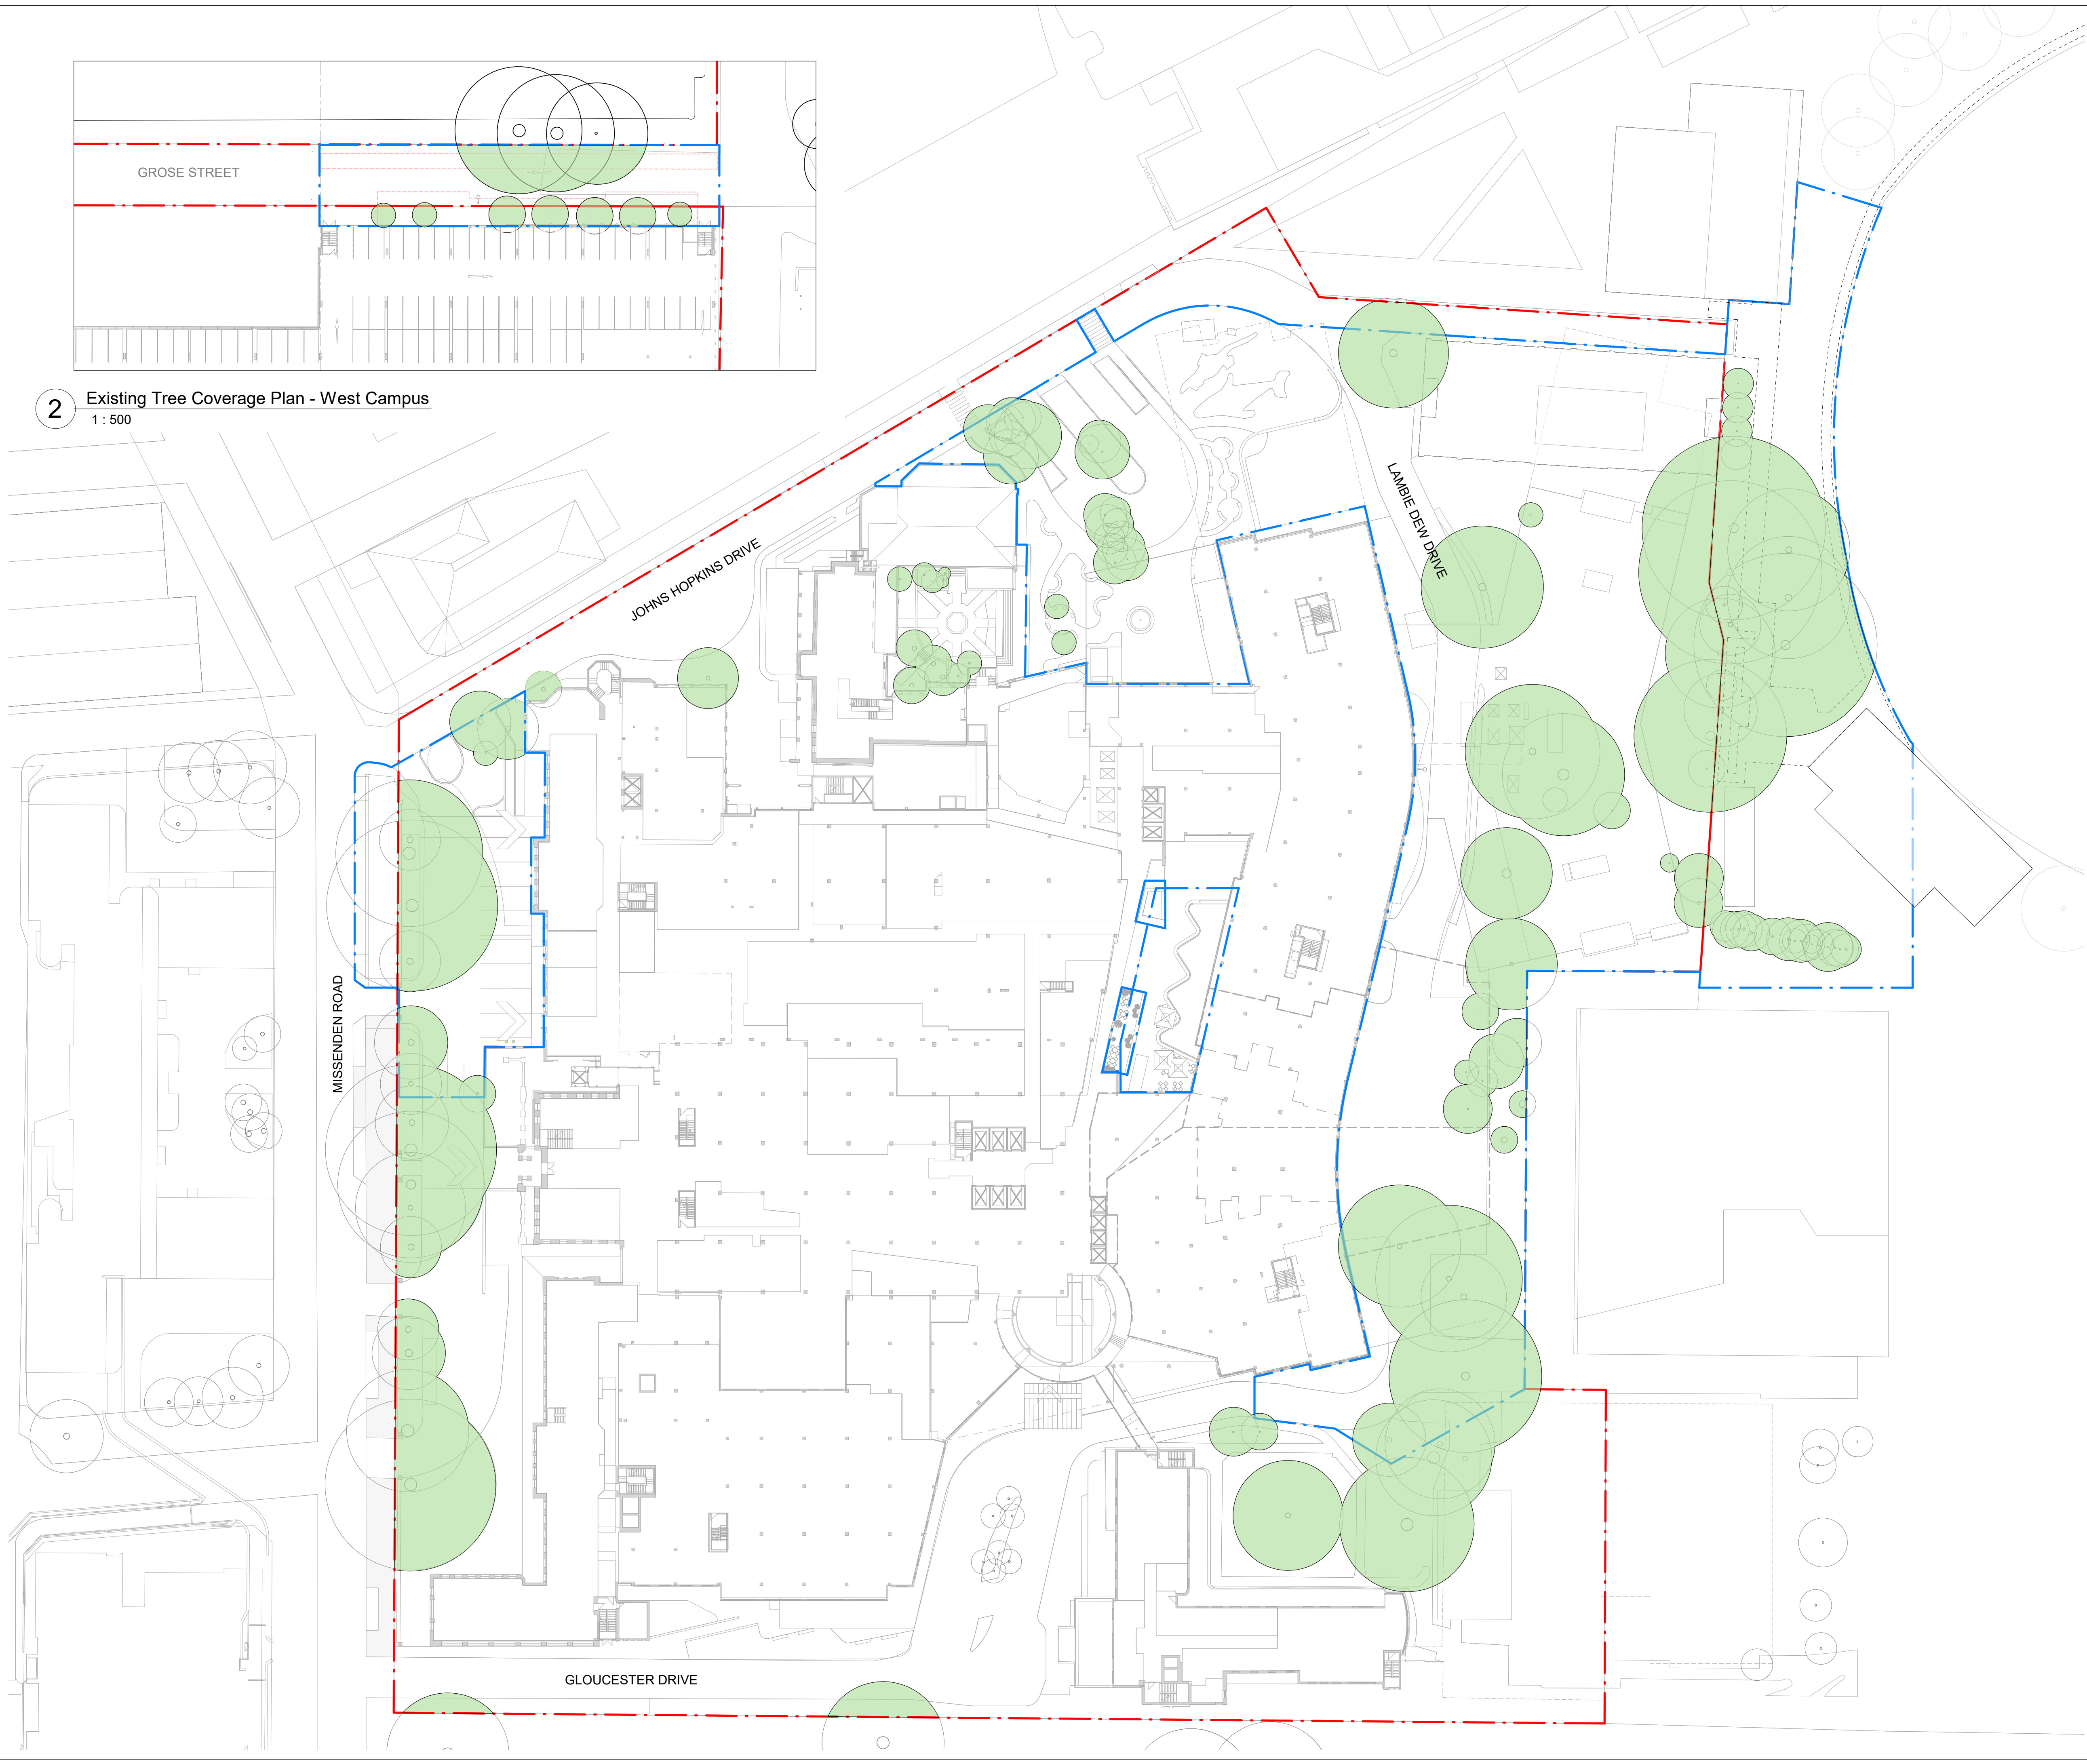 GROSE STREET
2
Existing Tree Coverage Plan - West Campus
1 : 500
JOHNS HOPKINS DRIVE
LAMBIE DEW DRIVE
MISSENDEN ROAD
GLOUCESTER DRIVE